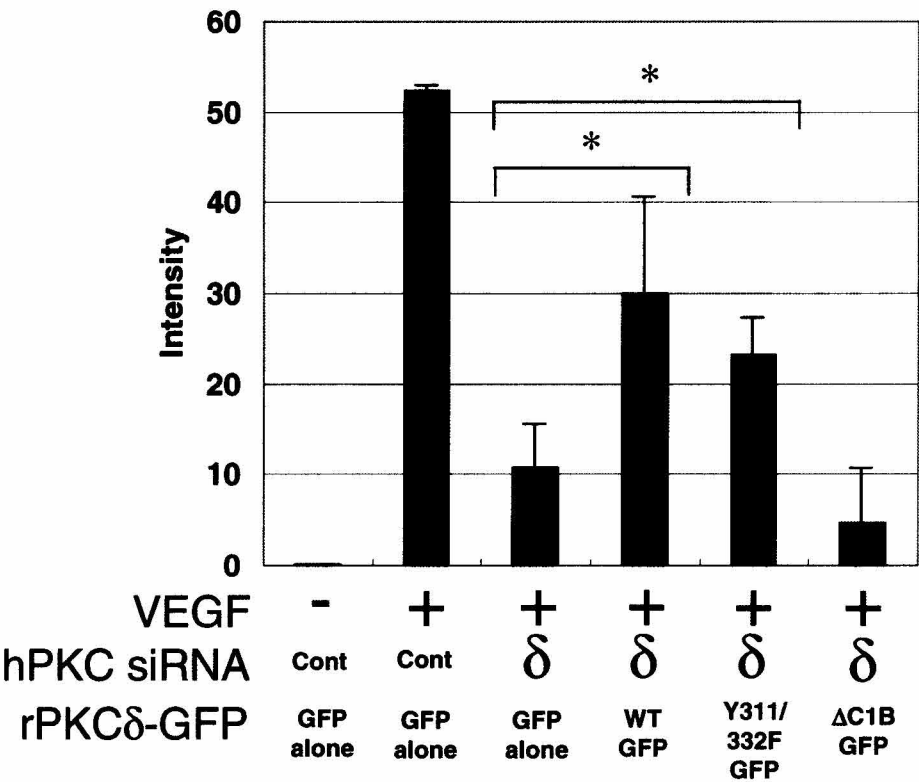 60
50
40
30
20
10
0
Intensity
*
*
VEGF - + + + + +
hPKC siRNA Cont Cont δ δ δ δ
rPKCδ-GFP GFP alone GFP alone GFP alone WT GFP Y311/332F GFP ΔC1B GFP